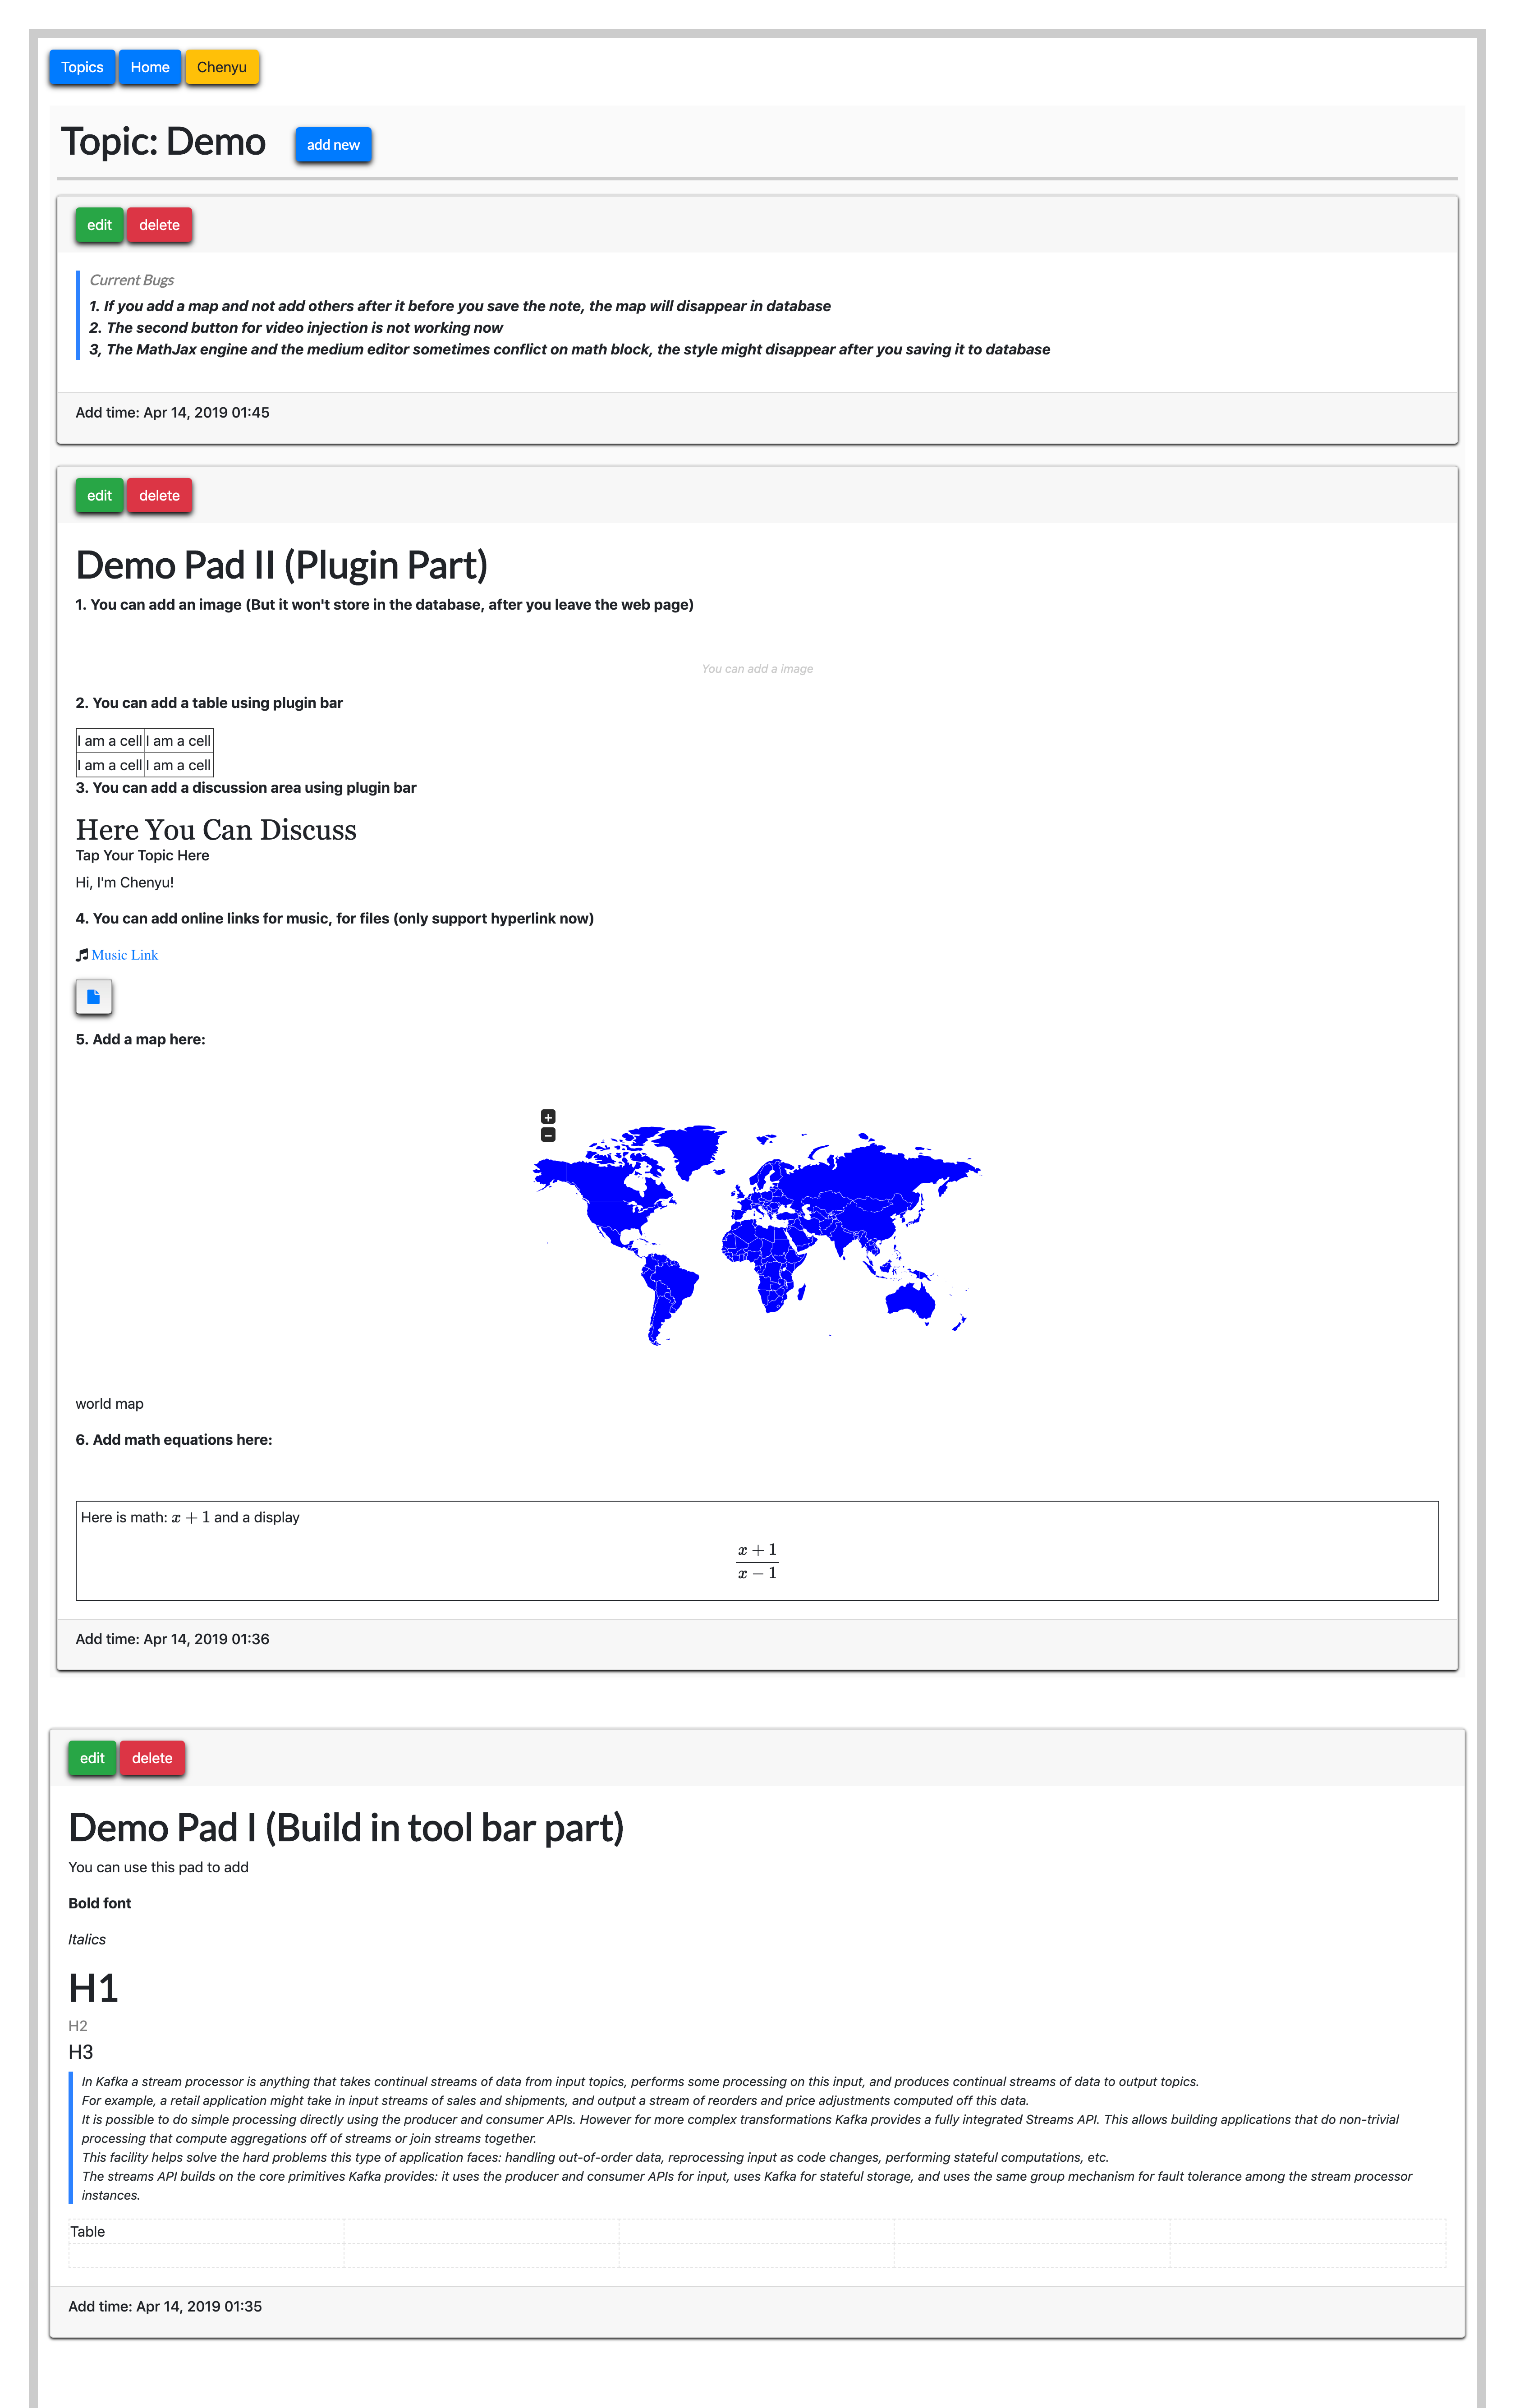 Topics Home Chenyu
Topic: Demo add new
edit delete
Current Bugs
1. If you add a map and not add others after it before you save the note, the map will disappear in database
2. The second button for video injection is not working now
3, The MathJax engine and the medium editor sometimes conflict on math block, the style might disappear after you saving it to database
Add time: Apr 14, 2019 01:45
edit delete
Demo Pad II (Plugin Part)
1. You can add an image (But it won't store in the database, after you leave the web page)
You can add a image
2. You can add a table using plugin bar
I am a cell I am a cell
I am a cell I am a cell
3. You can add a discussion area using plugin bar
Here You Can Discuss
Tap Your Topic Here
Hi, I'm Chenyu!
4. You can add online links for music, for files (only support hyperlink now)
Music Link
5. Add a map here:
+
−
world map
6. Add math equations here:
Here is math: x + 1 and a display
x + 1
x − 1
Add time: Apr 14, 2019 01:36
edit delete
Demo Pad I (Build in tool bar part)
You can use this pad to add
Bold font
Italics
H1
H2
H3
In Kafka a stream processor is anything that takes continual streams of data from input topics, performs some processing on this input, and produces continual streams of data to output topics.
For example, a retail application might take in input streams of sales and shipments, and output a stream of reorders and price adjustments computed off this data.
It is possible to do simple processing directly using the producer and consumer APIs. However for more complex transformations Kafka provides a fully integrated Streams API. This allows building applications that do non-trivial
processing that compute aggregations off of streams or join streams together.
This facility helps solve the hard problems this type of application faces: handling out-of-order data, reprocessing input as code changes, performing stateful computations, etc.
The streams API builds on the core primitives Kafka provides: it uses the producer and consumer APIs for input, uses Kafka for stateful storage, and uses the same group mechanism for fault tolerance among the stream processor
instances.
Table
Add time: Apr 14, 2019 01:35